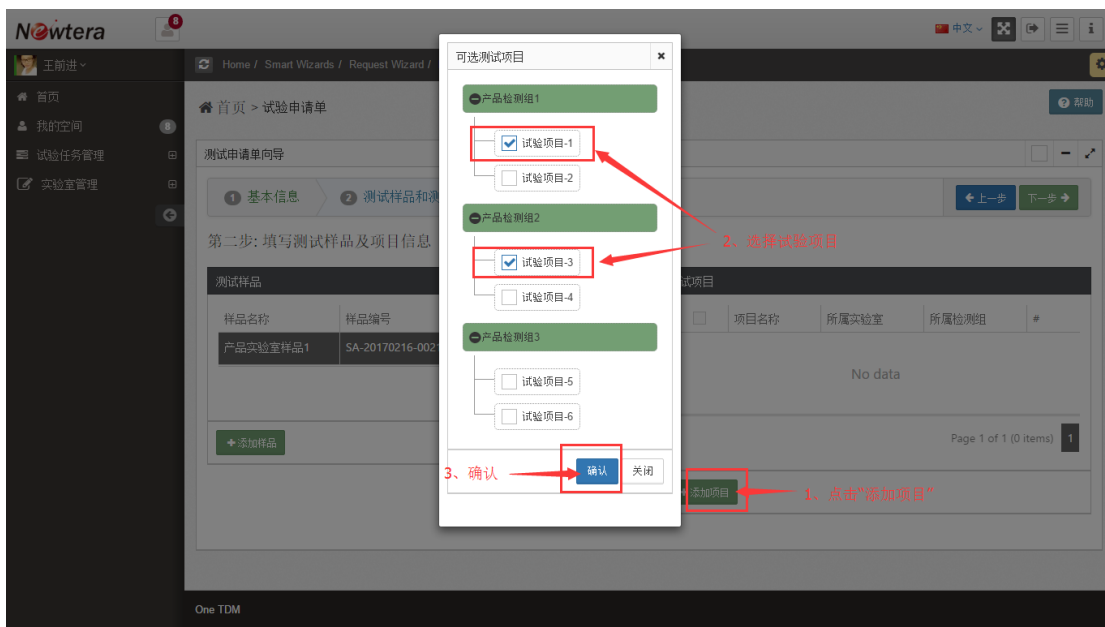 Newtera
8
中文
i
王前进
Home / Smart Wizards / Request Wizard /
首页
我的空间
8
试验任务管理
实验室管理
首页 > 试验申请单
帮助
测试申请单向导
1 基本信息
2 测试样品和测
上一步
下一步
第二步: 填写测试样品及项目信息
测试样品
样品名称
样品编号
产品实验室样品1
SA-20170216-0021
添加样品
试项目
项目名称
所属实验室
所属检测组
#
No data
Page 1 of 1 (0 items)
1
添加项目
可选测试项目
×
产品检测组1
试验项目-1
试验项目-2
产品检测组2
试验项目-3
试验项目-4
产品检测组3
试验项目-5
试验项目-6
确认
关闭
2、选择试验项目
3、确认
1、点击“添加项目”
One TDM